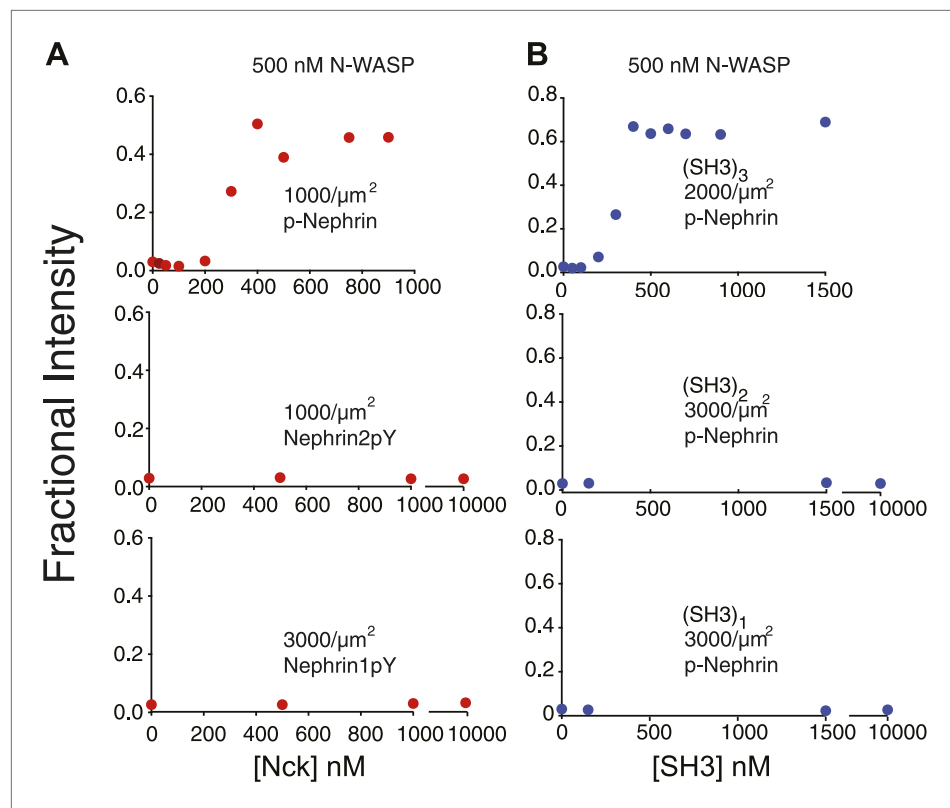 A
500 nM N-WASP
B
500 nM N-WASP
Fractional Intensity
0.6
0.4
0.2
0.0
1000/µm²
p-Nephrin
0 200 400 600 800 1000
0.6
0.4
0.2
0.0
1000/µm²
Nephrin2pY
0 200 400 600 800 1000 10000
0.6
0.4
0.2
0.0
3000/µm²
Nephrin1pY
0 200 400 600 800 1000 10000
[Nck] nM
0.8
0.6
0.4
0.2
0.0
(SH3)₃
2000/µm²
p-Nephrin
0 500 1000 1500
0.8
0.6
0.4
0.2
0.0
(SH3)₂
3000/µm²
p-Nephrin
0 500 1000 1500 10000
0.8
0.6
0.4
0.2
0.0
(SH3)₁
3000/µm²
p-Nephrin
0 500 1000 1500 10000
[SH3] nM